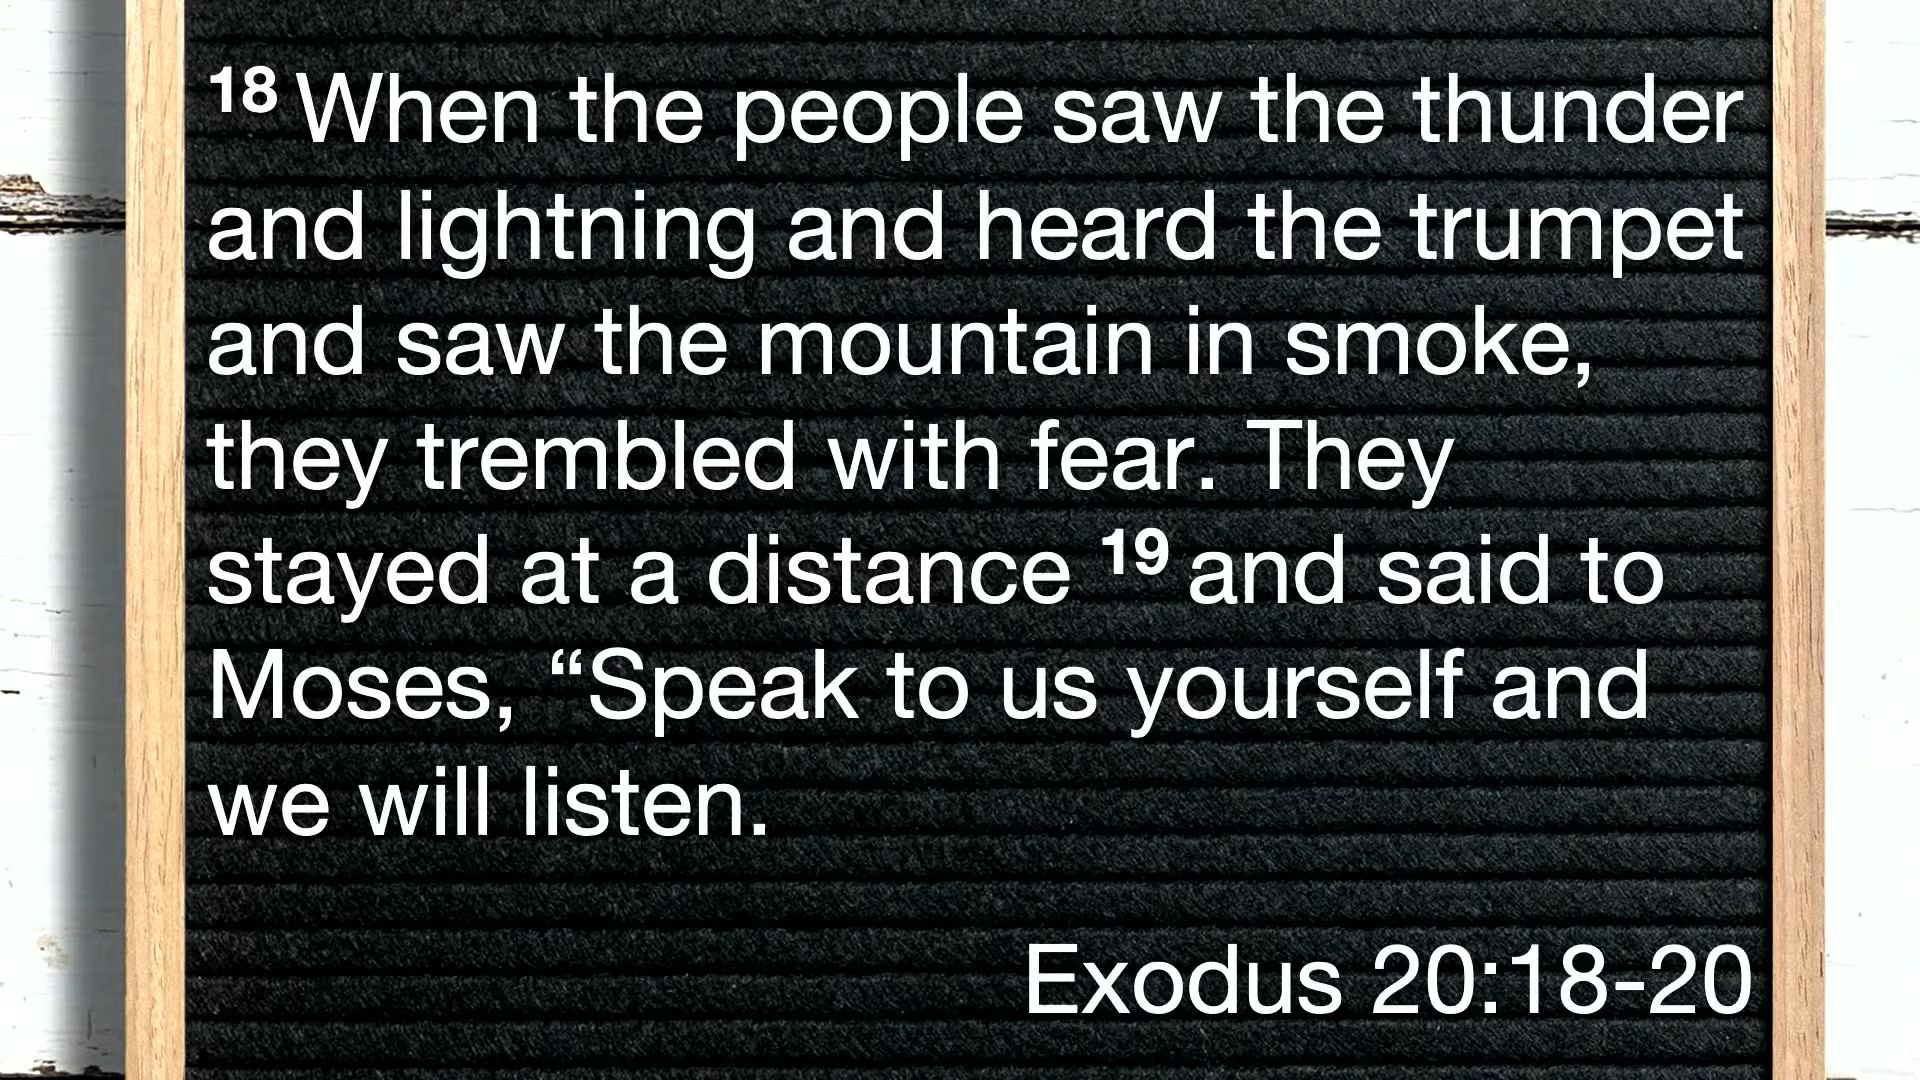 18 When the people saw the thunder
and lightning and heard the trumpet
and saw the mountain in smoke,
they trembled with fear. They
stayed at a distance 19 and said to
Moses, “Speak to us yourself and
we will listen.
Exodus 20:18-20